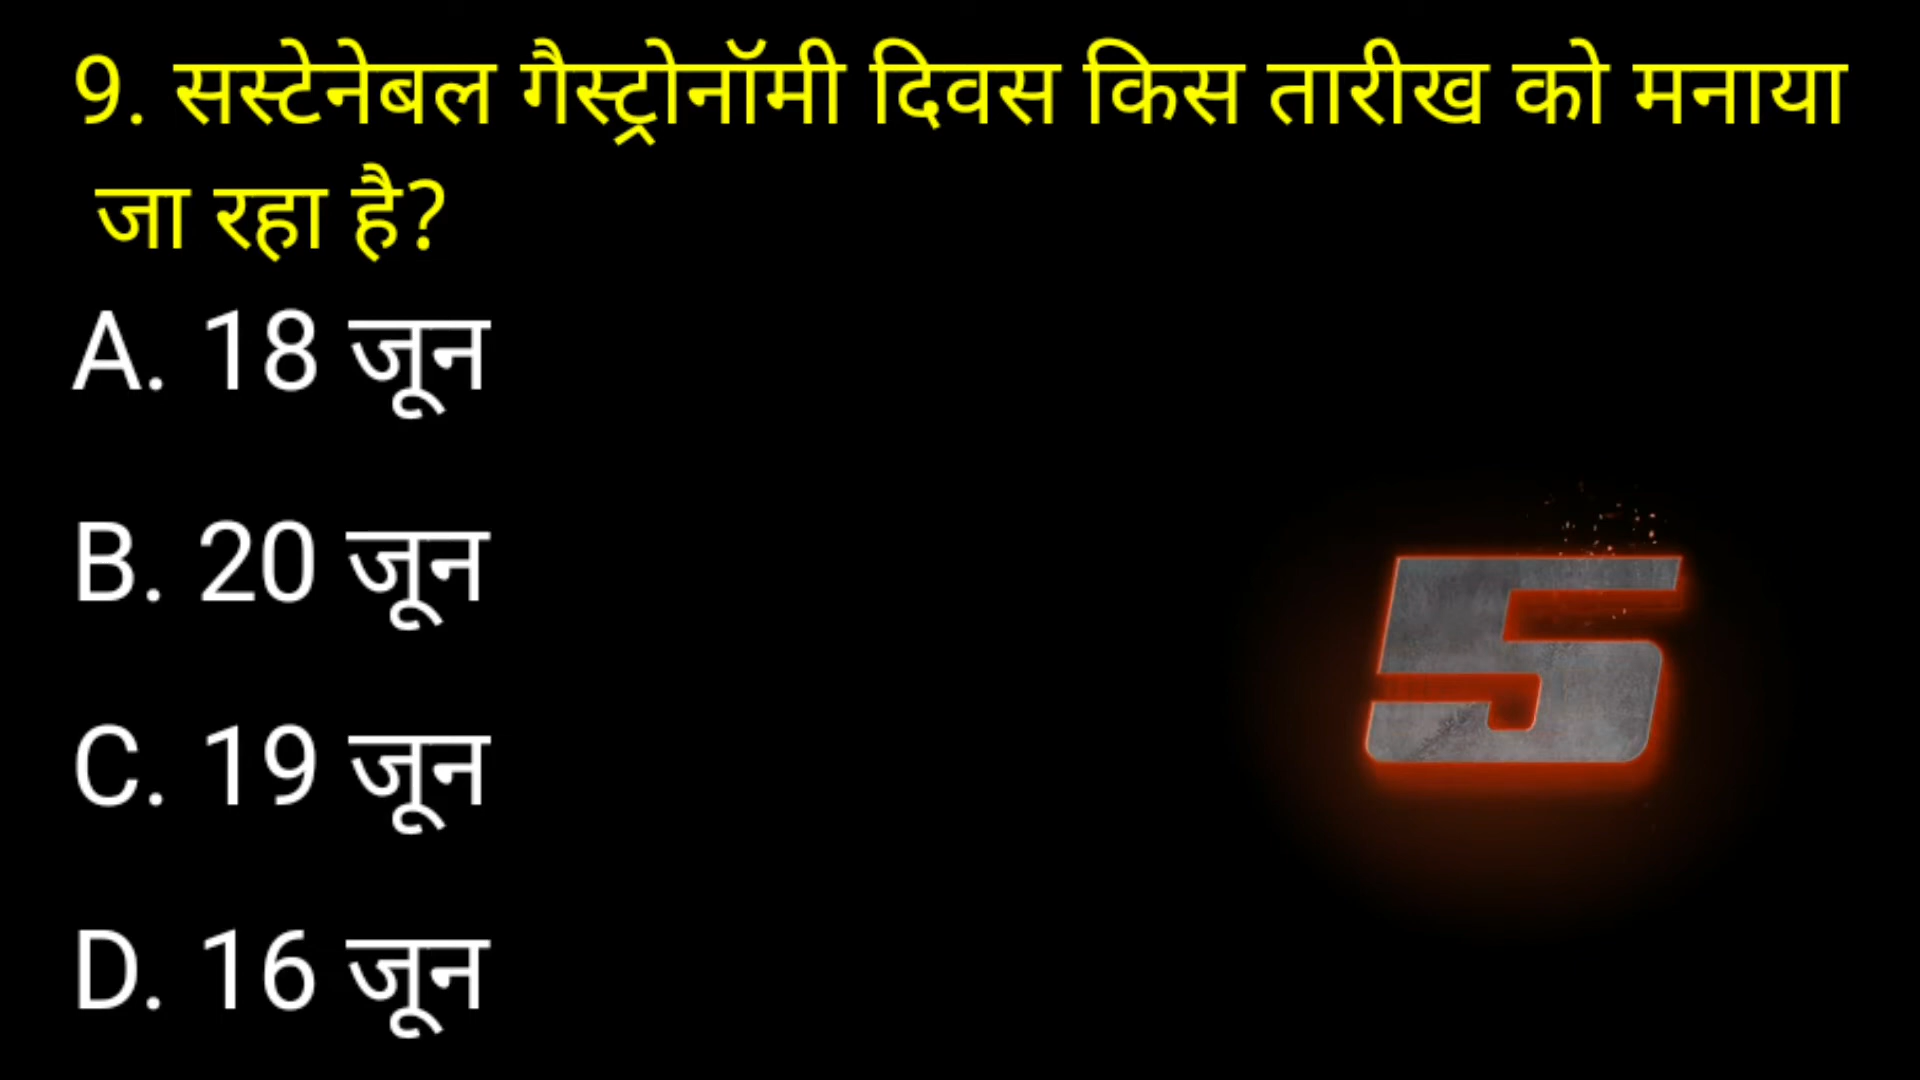 9. सस्टेनेबल गैस्ट्रोनॉमी दिवस किस तारीख को मनाया
जा रहा है?
A. 18 जून
B. 20 जून
5
C. 19 जून
D. 16 जून